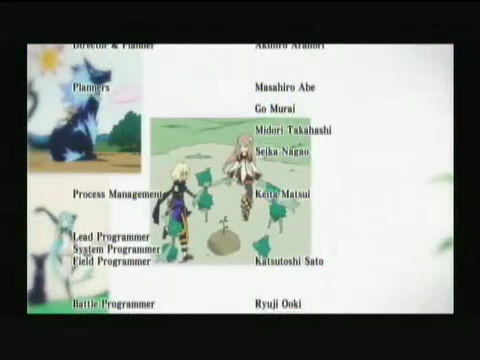 Director & Planner Akihiro Arahori
Planners Masahiro Abe
Go Murai
Midori Takahashi
Seika Nagao
Process Management Keita Matsui
Lead Programmer
System Programmer
Field Programmer Katsutoshi Sato
Battle Programmer Ryuji Ooki